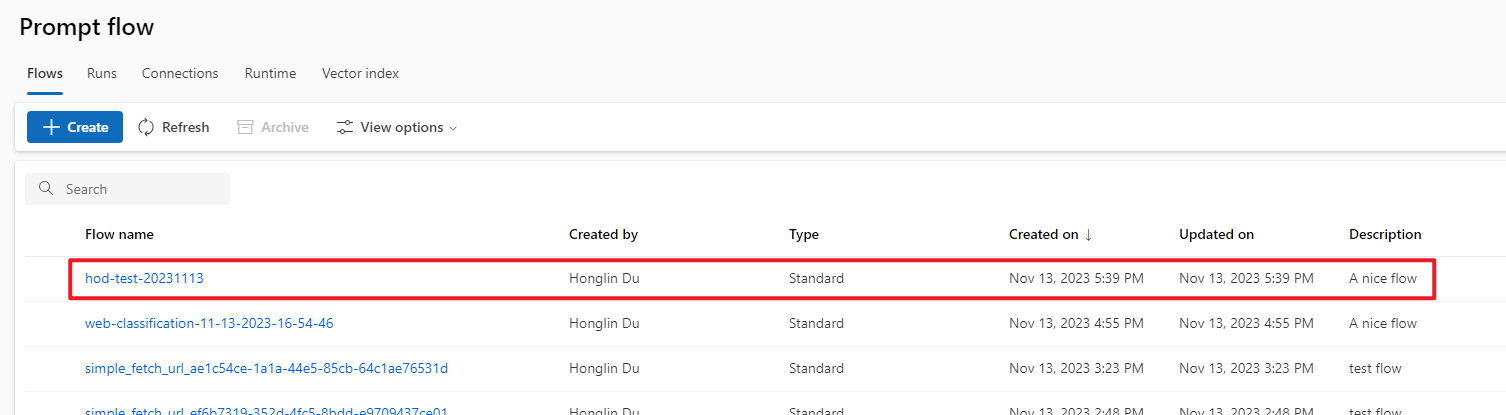 Prompt flow
Flows Runs Connections Runtime Vector index
Create Refresh Archive View options
Search
Flow name Created by Type Created on ↓ Updated on Description
hod-test-20231113 Honglin Du Standard Nov 13, 2023 5:39 PM Nov 13, 2023 5:39 PM A nice flow
web-classification-11-13-2023-16-54-46 Honglin Du Standard Nov 13, 2023 4:55 PM Nov 13, 2023 4:55 PM A nice flow
simple_fetch_url_ae1c54ce-1a1a-44e5-85cb-64c1ae76531d Honglin Du Standard Nov 13, 2023 3:23 PM Nov 13, 2023 3:23 PM test flow
simple_fetch_url_ef6b7319-352d-4fc5-8bdd-e9709437ce01 Honglin Du Standard Nov 13, 2023 2:48 PM Nov 13, 2023 2:48 PM test flow